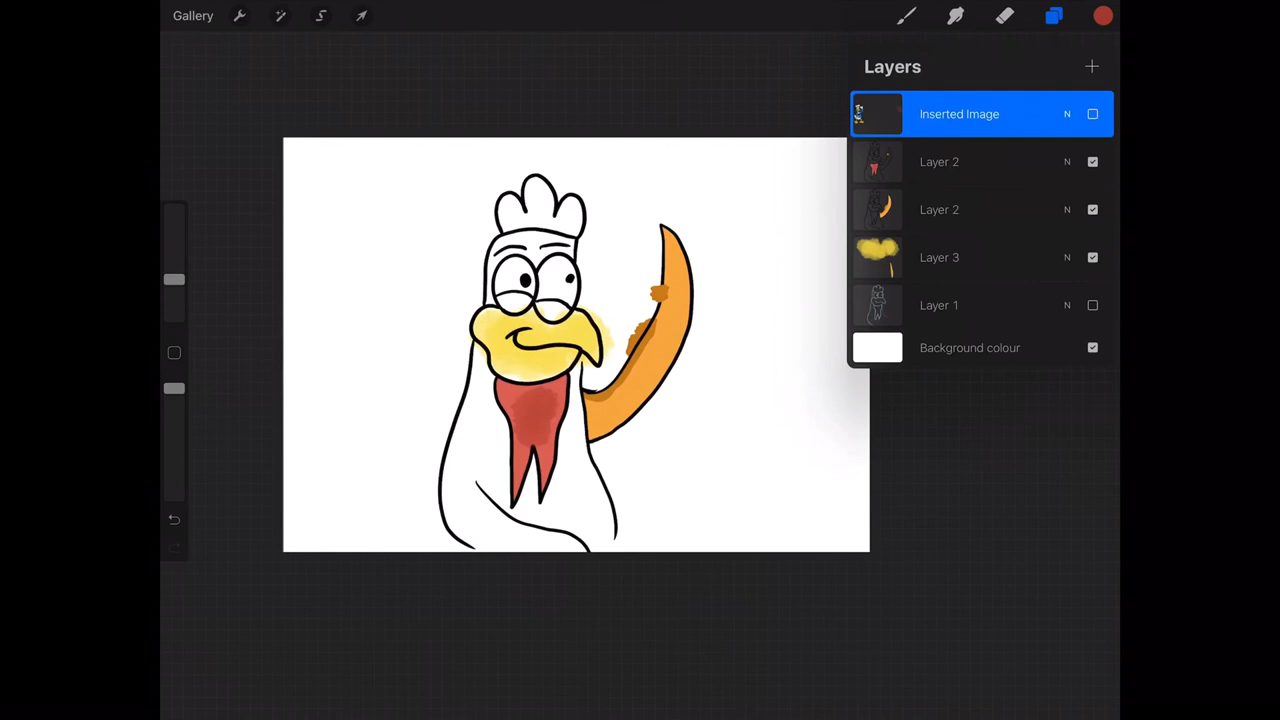 Gallery
Layers
Inserted Image N
Layer 2 N
Layer 2 N
Layer 3 N
Layer 1 N
Background colour